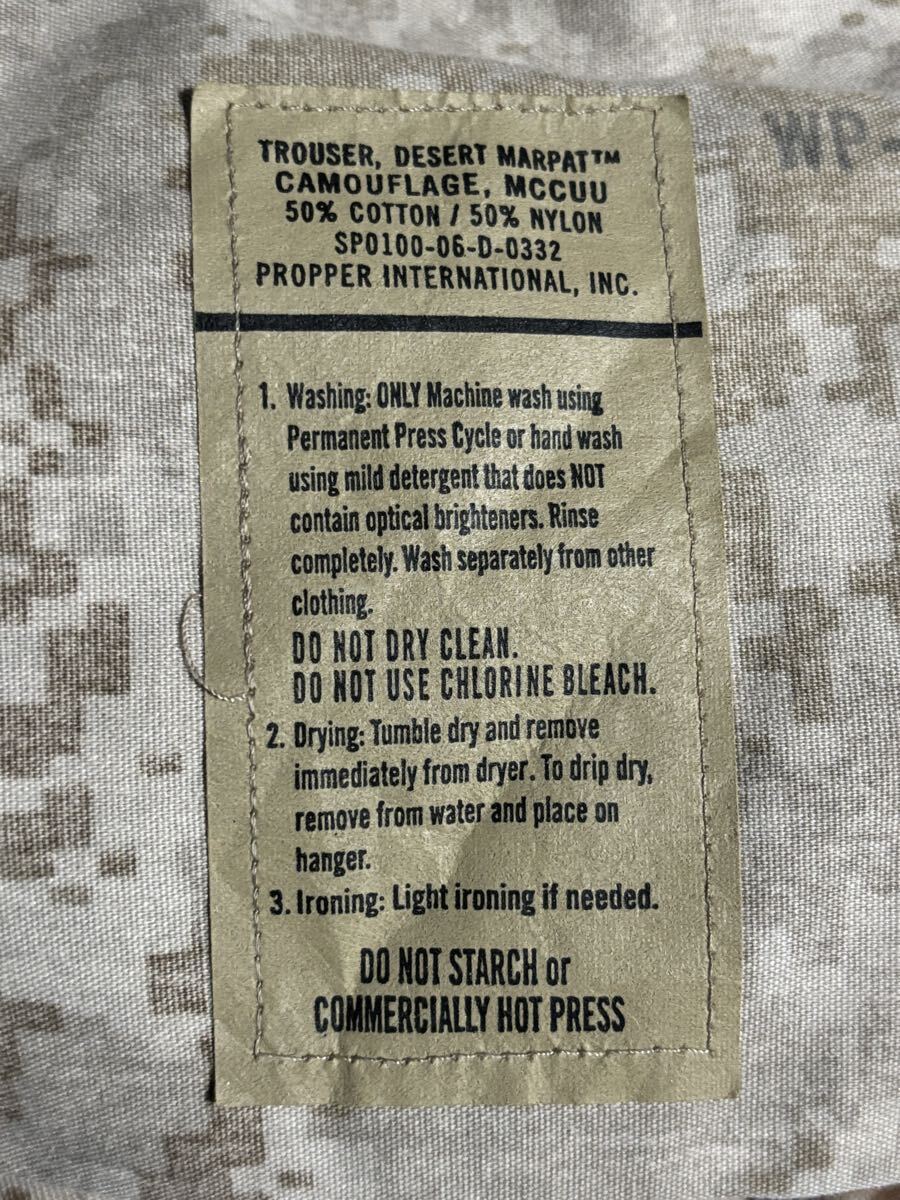 TROUSER, DESERT MARPAT™
CAMOUFLAGE, MCCUU
50% COTTON / 50% NYLON
SPO100-06-D-0332
PROPPER INTERNATIONAL, INC.
1. Washing: ONLY Machine wash using
Permanent Press Cycle or hand wash
using mild detergent that does NOT
contain optical brighteners. Rinse
completely. Wash separately from other
clothing.
DO NOT DRY CLEAN.
DO NOT USE CHLORINE BLEACH.
2. Drying: Tumble dry and remove
immediately from dryer. To drip dry,
remove from water and place on
hanger.
3. Ironing: Light ironing if needed.
DO NOT STARCH or
COMMERCIALLY HOT PRESS
WP-